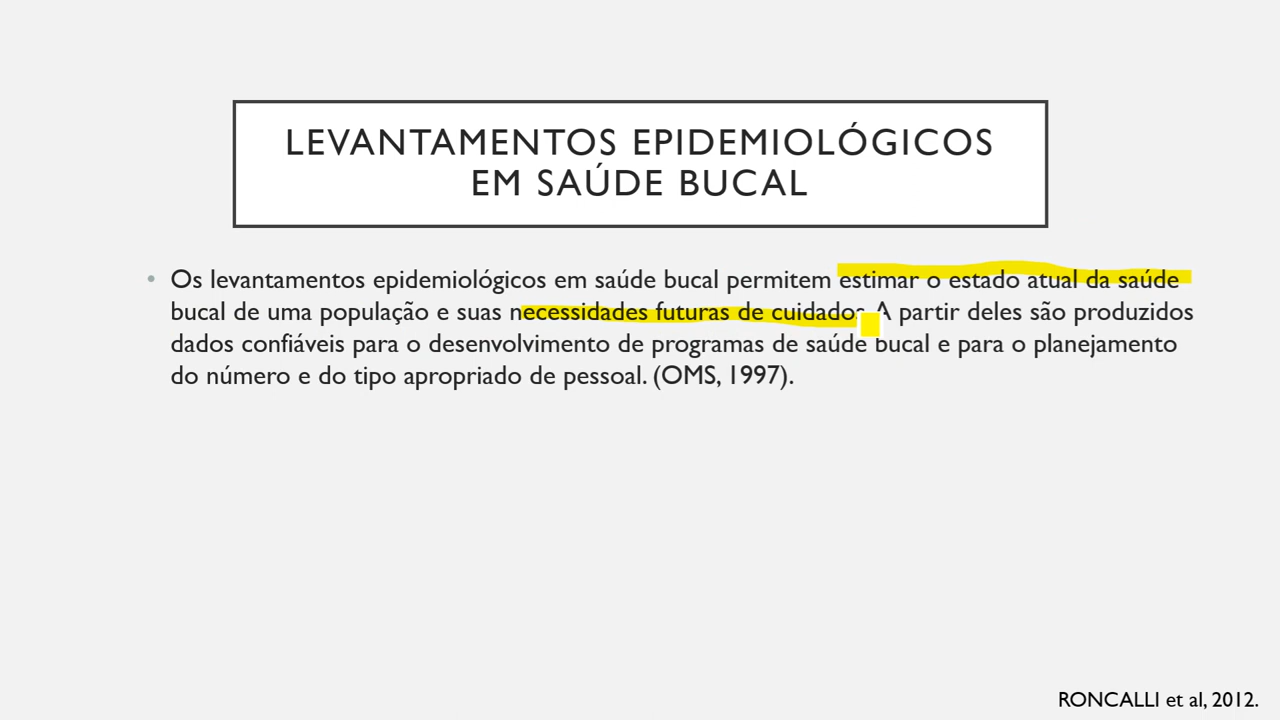 LEVANTAMENTOS EPIDEMIOLÓGICOS
EM SAÚDE BUCAL
• Os levantamentos epidemiológicos em saúde bucal permitem estimar o estado atual da saúde
bucal de uma população e suas necessidades futuras de cuidados. A partir deles são produzidos
dados confiáveis para o desenvolvimento de programas de saúde bucal e para o planejamento
do número e do tipo apropriado de pessoal. (OMS, 1997).
RONCALLI et al, 2012.